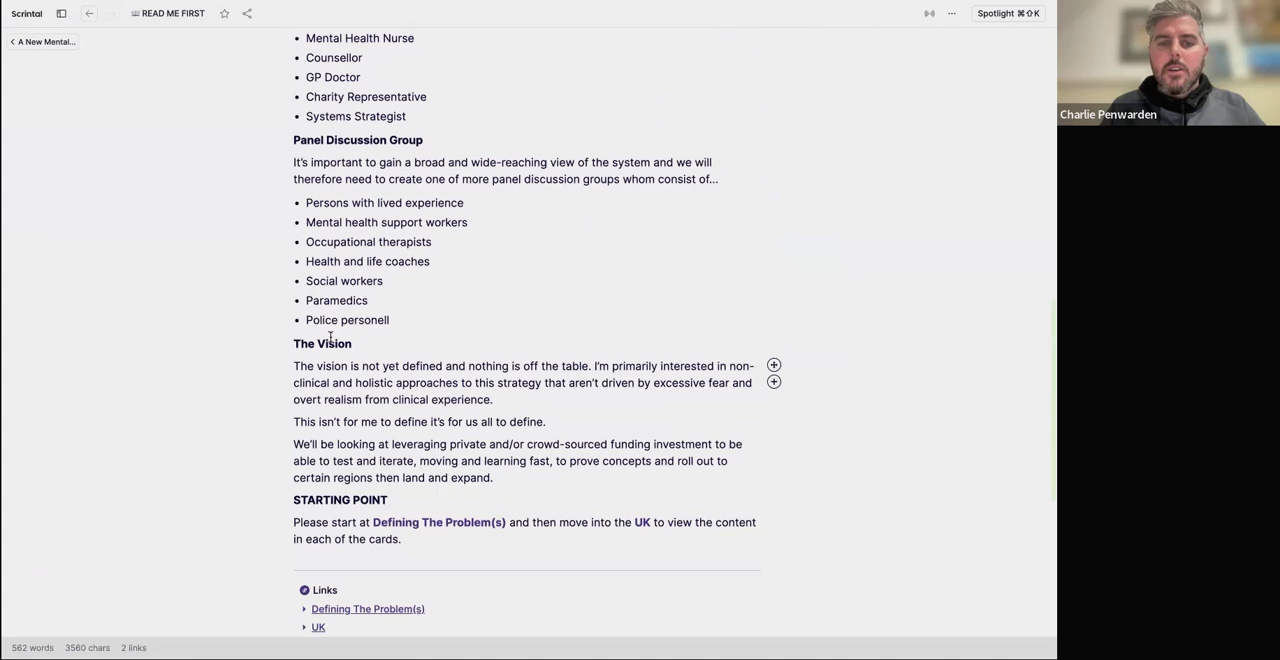 Scrintal
READ ME FIRST
Spotlight ⌘⇧K
A New Mental...
• Mental Health Nurse
• Counsellor
• GP Doctor
• Charity Representative
• Systems Strategist
Panel Discussion Group
It's important to gain a broad and wide-reaching view of the system and we will
therefore need to create one of more panel discussion groups whom consist of...
• Persons with lived experience
• Mental health support workers
• Occupational therapists
• Health and life coaches
• Social workers
• Paramedics
• Police personell
The Vision
The vision is not yet defined and nothing is off the table. I'm primarily interested in non-
clinical and holistic approaches to this strategy that aren't driven by excessive fear and
overt realism from clinical experience.
This isn't for me to define it's for us all to define.
We'll be looking at leveraging private and/or crowd-sourced funding investment to be
able to test and iterate, moving and learning fast, to prove concepts and roll out to
certain regions then land and expand.
STARTING POINT
Please start at Defining The Problem(s) and then move into the UK to view the content
in each of the cards.
Links
Defining The Problem(s)
UK
562 words 3560 chars 2 links
Charlie Penwarden